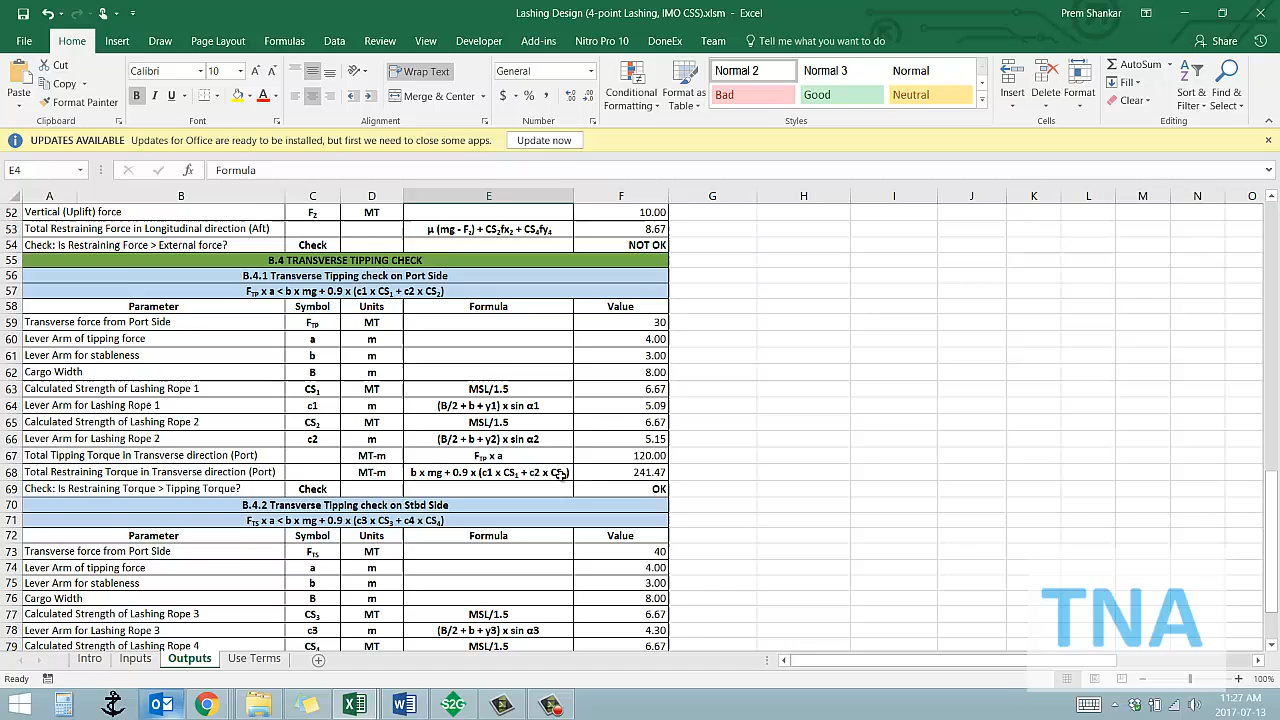 Lashing Design (4-point Lashing, IMO CSS).xlsm - Excel
Prem Shankar
File Home Insert Draw Page Layout Formulas Data Review View Developer Add-ins Nitro Pro 10 DoneEx Team Tell me what you want to do Share
Paste
Cut
Copy
Format Painter
Clipboard
Calibri 10
B I U
Font
Wrap Text
Merge & Center
Alignment
General
$ % ,
Number
Conditional Formatting
Format as Table
Normal 2 Normal 3 Normal
Bad Good Neutral
Styles
Insert Delete Format
Cells
AutoSum
Fill
Clear
Sort & Filter
Find & Select
Editing
UPDATES AVAILABLE Updates for Office are ready to be installed, but first we need to close some apps. Update now
E4 fx Formula
A B C D E F G H I J K L M N O
52 Vertical (Uplift) force Fz MT 10.00
53 Total Restraining Force in Longitudinal direction (Aft) μ (mg - Fz) + CS2fx2 + CS4fy4 8.67
54 Check: Is Restraining Force > External force? Check NOT OK
55 B.4 TRANSVERSE TIPPING CHECK
56 B.4.1 Transverse Tipping check on Port Side
57 FTP x a < b x mg + 0.9 x (c1 x CS1 + c2 x CS2)
58 Parameter Symbol Units Formula Value
59 Transverse force from Port Side FTP MT 30
60 Lever Arm of tipping force a m 4.00
61 Lever Arm for stableness b m 3.00
62 Cargo Width B m 8.00
63 Calculated Strength of Lashing Rope 1 CS1 MT MSL/1.5 6.67
64 Lever Arm for Lashing Rope 1 c1 m (B/2 + b + y1) x sin α1 5.09
65 Calculated Strength of Lashing Rope 2 CS2 MT MSL/1.5 6.67
66 Lever Arm for Lashing Rope 2 c2 m (B/2 + b + y2) x sin α2 5.15
67 Total Tipping Torque in Transverse direction (Port) MT-m FTP x a 120.00
68 Total Restraining Torque in Transverse direction (Port) MT-m b x mg + 0.9 x (c1 x CS1 + c2 x CS2) 241.47
69 Check: Is Restraining Torque > Tipping Torque? Check OK
70 B.4.2 Transverse Tipping check on Stbd Side
71 FTS x a < b x mg + 0.9 x (c3 x CS3 + c4 x CS4)
72 Parameter Symbol Units Formula Value
73 Transverse force from Port Side FTS MT 40
74 Lever Arm of tipping force a m 4.00
75 Lever Arm for stableness b m 3.00
76 Cargo Width B m 8.00
77 Calculated Strength of Lashing Rope 3 CS3 MT MSL/1.5 6.67
78 Lever Arm for Lashing Rope 3 c3 m (B/2 + b + y3) x sin α3 4.30
79 Calculated Strength of Lashing Rope 4 CS4 MT MSL/1.5 6.67
TNA
Intro Inputs Outputs Use Terms
Ready
100%
S2G
11:27 AM
2017-07-13